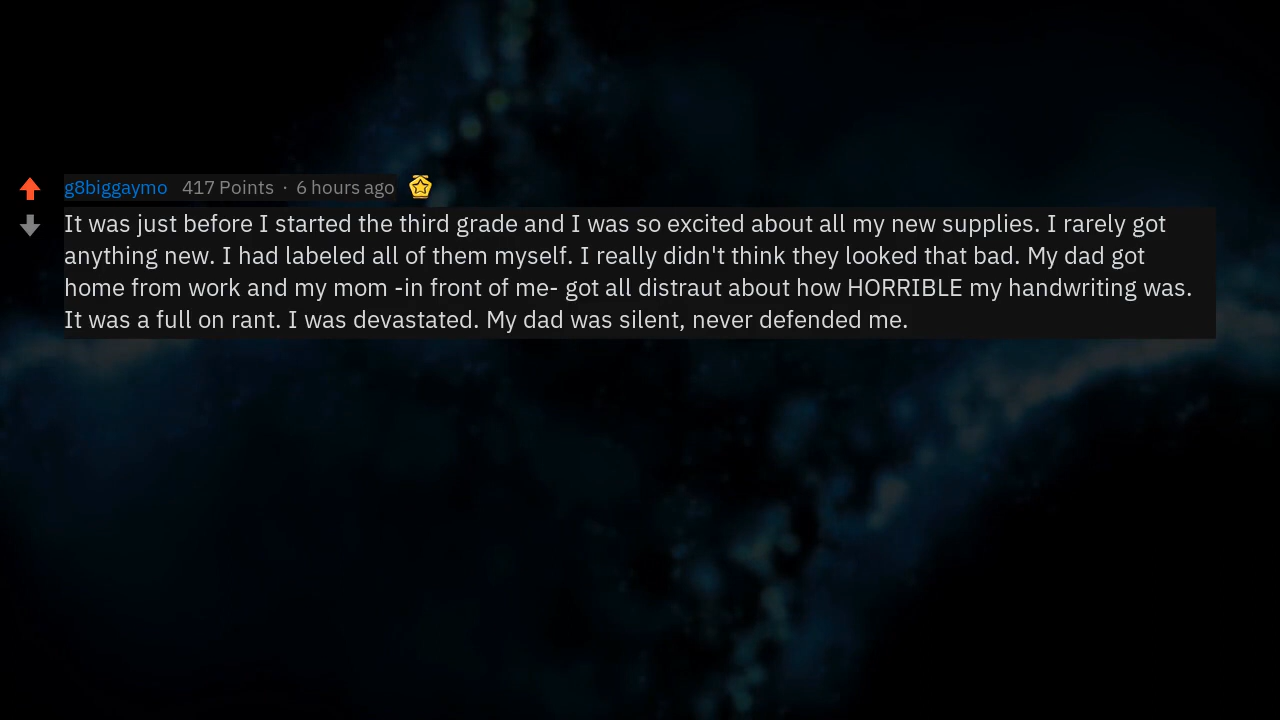 g8biggaymo 417 Points · 6 hours ago
It was just before I started the third grade and I was so excited about all my new supplies. I rarely got
anything new. I had labeled all of them myself. I really didn't think they looked that bad. My dad got
home from work and my mom -in front of me- got all distraut about how HORRIBLE my handwriting was.
It was a full on rant. I was devastated. My dad was silent, never defended me.